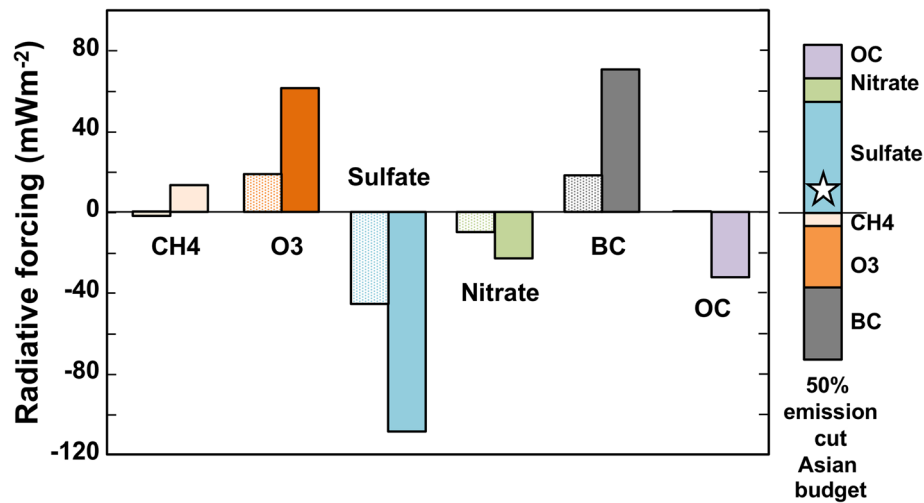 Radiative forcing (mWm-2)
80
40
0
-40
-80
-120
CH4
O3
Sulfate
Nitrate
BC
OC
OC
Nitrate
Sulfate
CH4
O3
BC
50%
emission
cut
Asian
budget